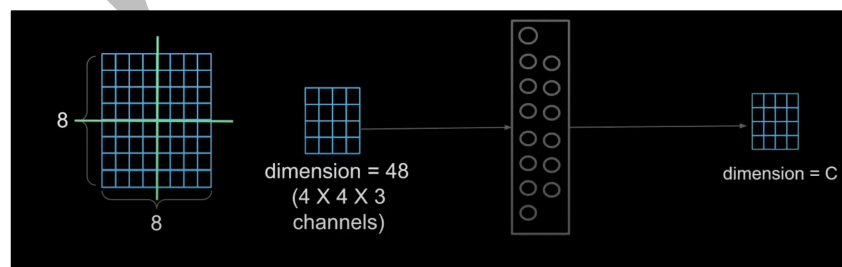 8
8
dimension = 48
(4 X 4 X 3
channels)
dimension = C